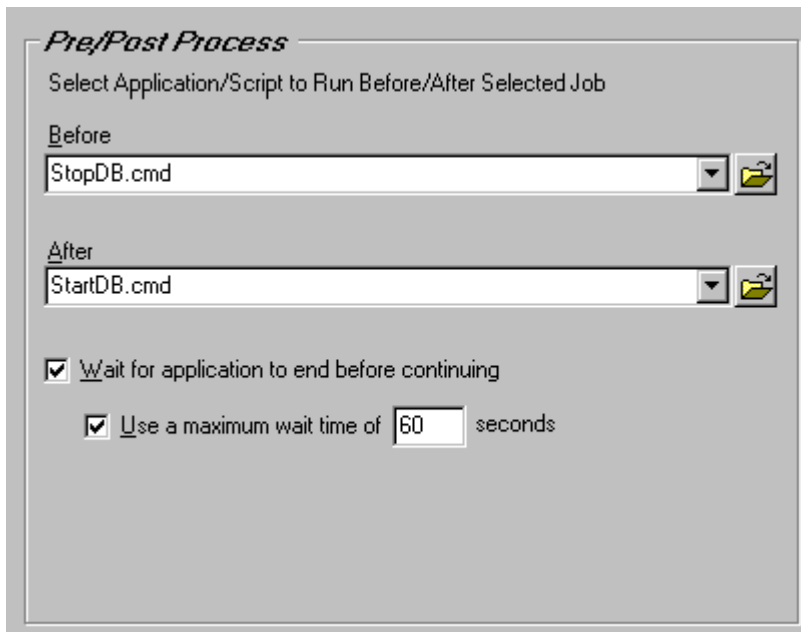 Pre/Post Process
Select Application/Script to Run Before/After Selected Job
Before
StopDB.cmd
After
StartDB.cmd
Wait for application to end before continuing
Use a maximum wait time of 60 seconds